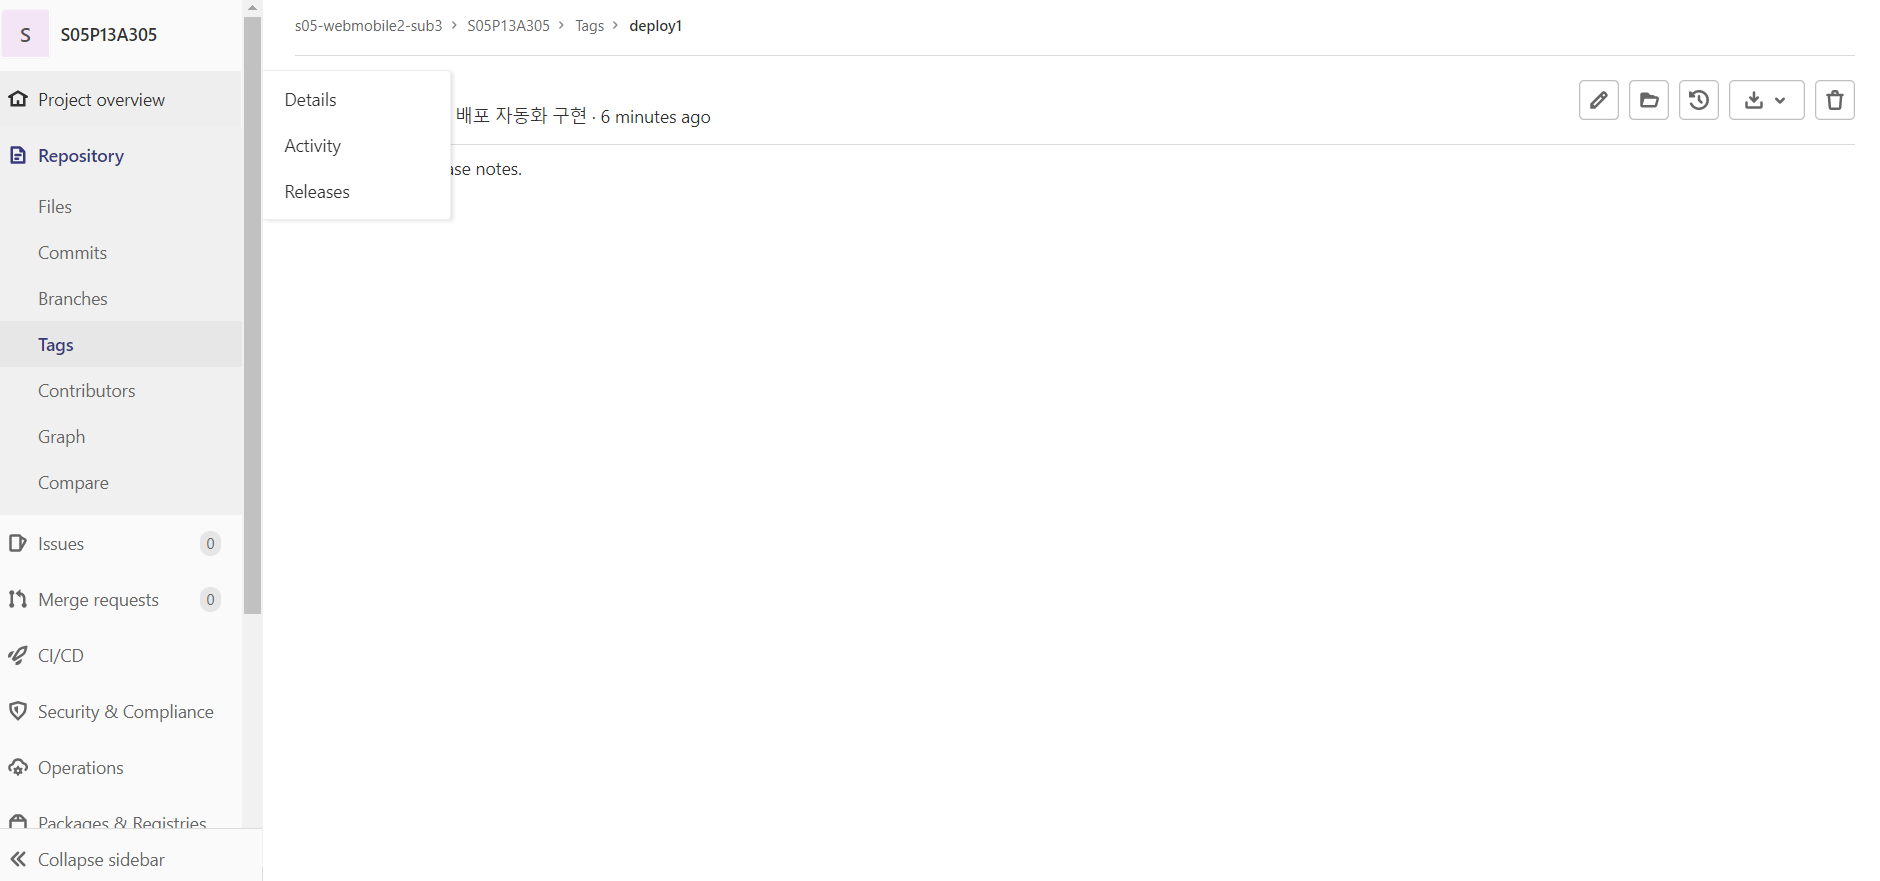 S S05P13A305
Project overview
Repository
Files
Commits
Branches
Tags
Contributors
Graph
Compare
Issues 0
Merge requests 0
CI/CD
Security & Compliance
Operations
Packages & Registries
Collapse sidebar
s05-webmobile2-sub3 › S05P13A305 › Tags › deploy1
Details
Activity
Releases
배포 자동화 구현 · 6 minutes ago
ase notes.